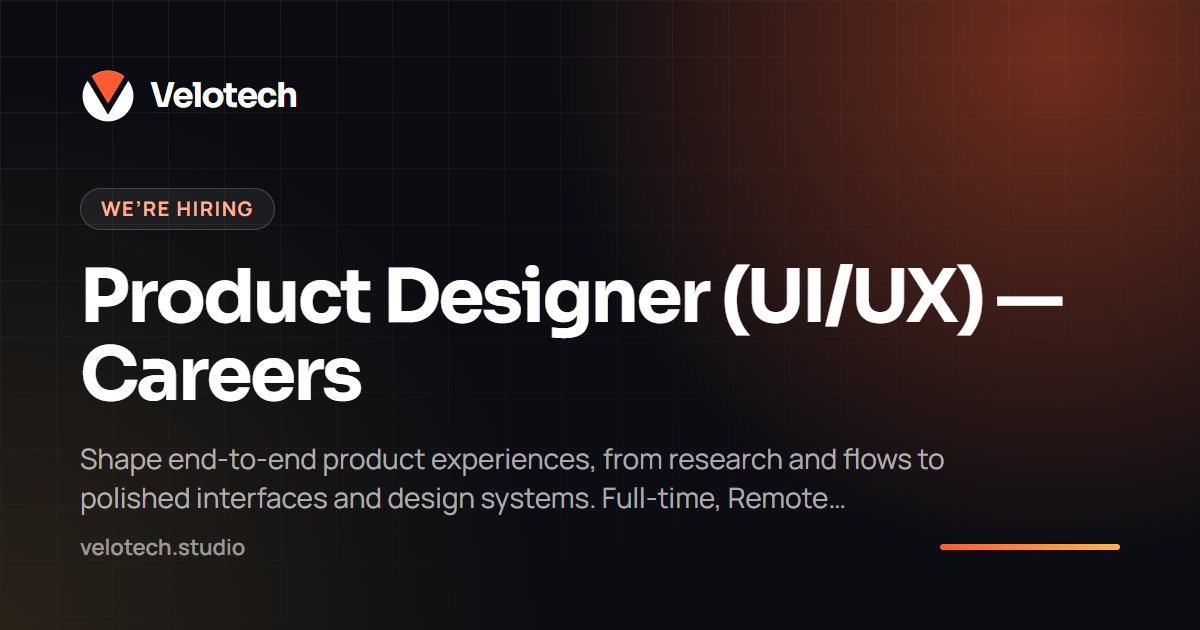 Velotech
WE’RE HIRING
Product Designer (UI/UX) —
Careers
Shape end-to-end product experiences, from research and flows to
polished interfaces and design systems. Full-time, Remote…
velotech.studio